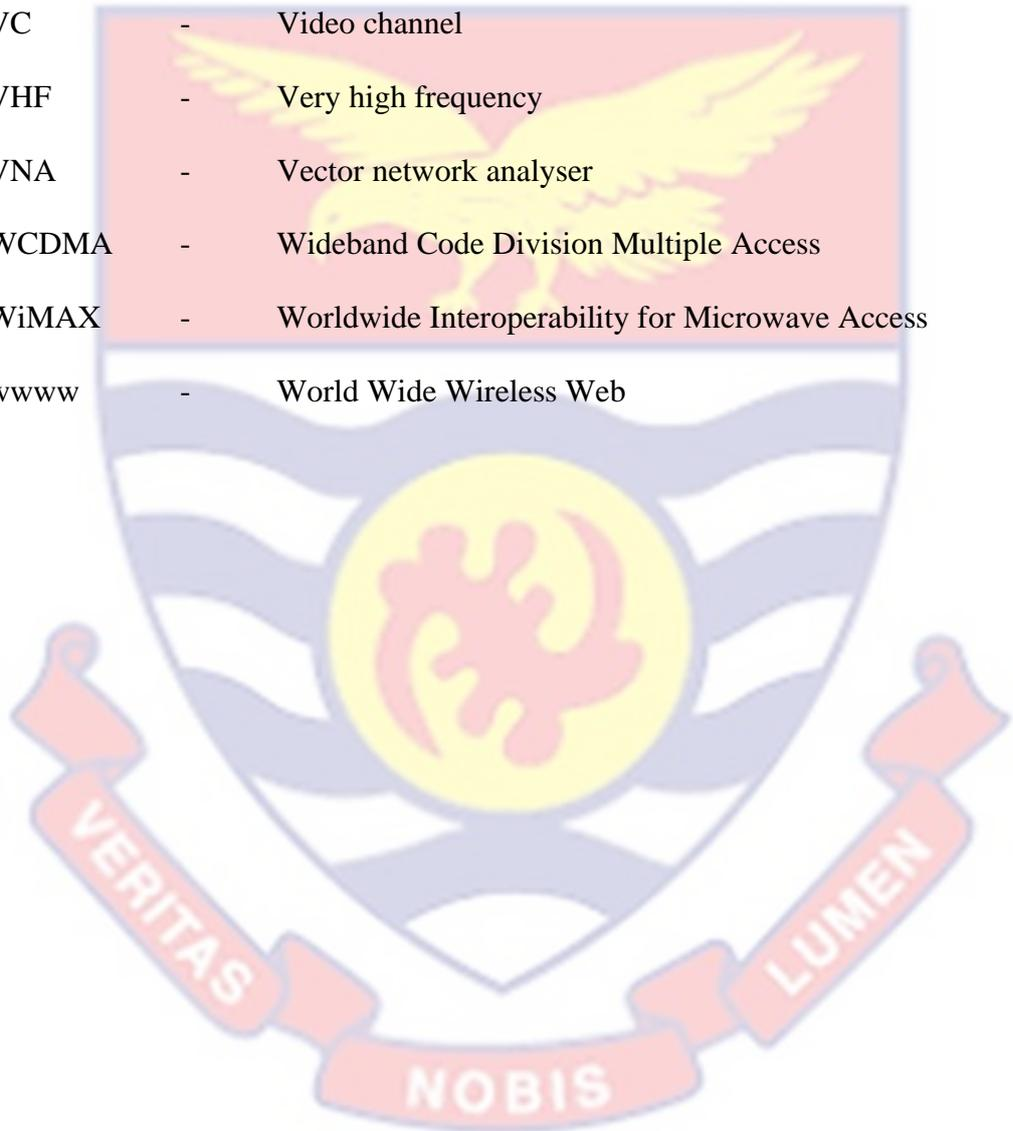 VC - Video channel
VHF - Very high frequency
VNA - Vector network analyser
WCDMA - Wideband Code Division Multiple Access
WiMAX - Worldwide Interoperability for Microwave Access
wwww - World Wide Wireless Web
VERITAS
NOBIS
LUMEN